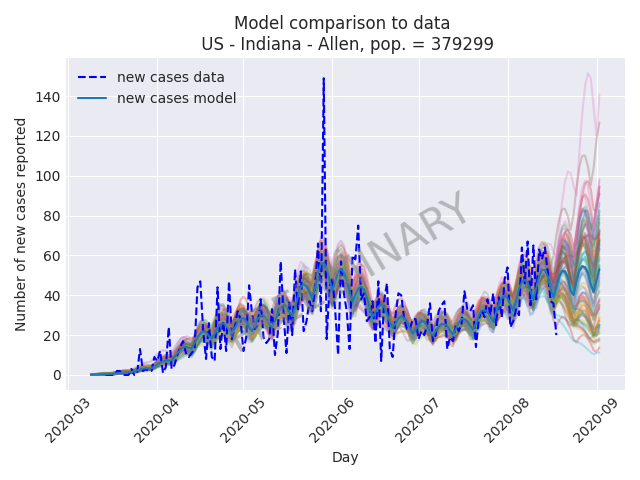 Model comparison to data
US - Indiana - Allen, pop. = 379299
new cases data
new cases model
Number of new cases reported
140
120
100
80
60
40
20
0
2020-03
2020-04
2020-05
2020-06
2020-07
2020-08
2020-09
Day